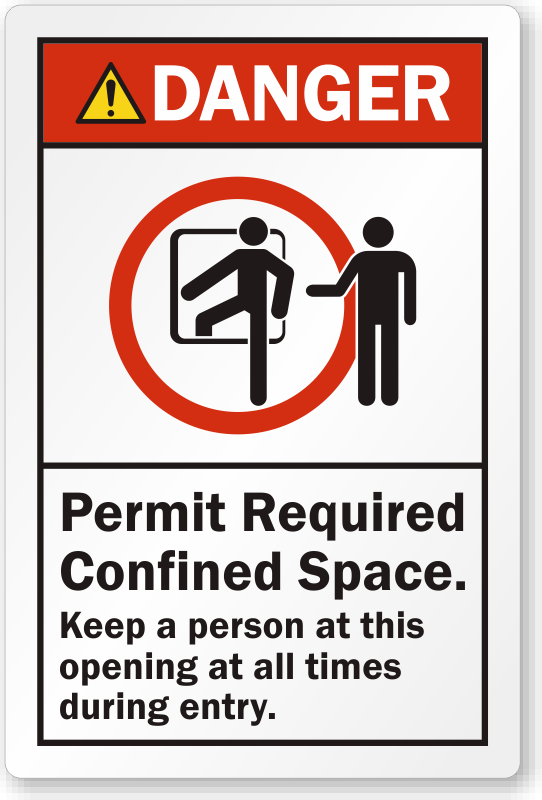 DANGER
Permit Required
Confined Space.
Keep a person at this
opening at all times
during entry.